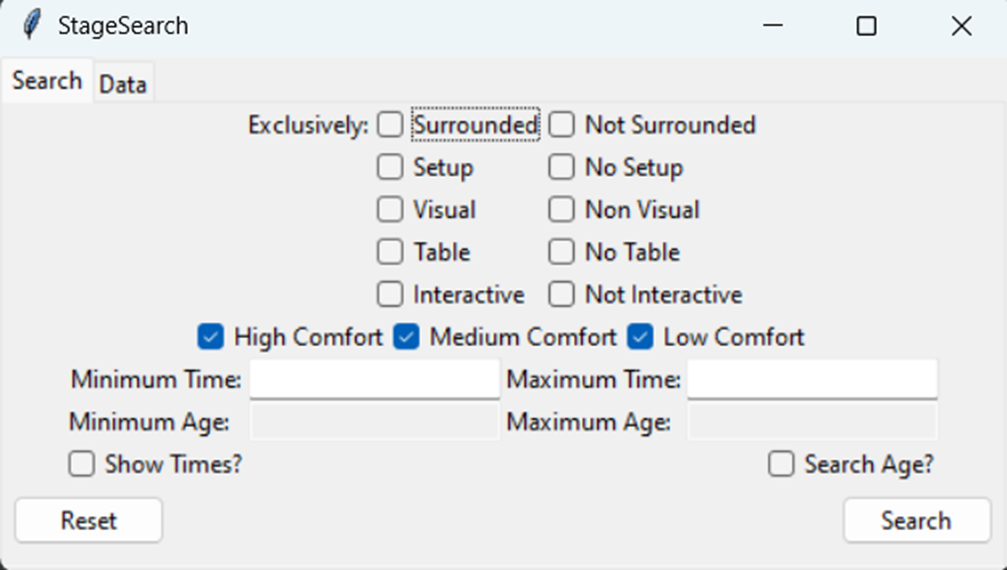 StageSearch
Search Data
Exclusively: Surrounded Not Surrounded
Setup No Setup
Visual Non Visual
Table No Table
Interactive Not Interactive
High Comfort Medium Comfort Low Comfort
Minimum Time: Maximum Time:
Minimum Age: Maximum Age:
Show Times? Search Age?
Reset Search